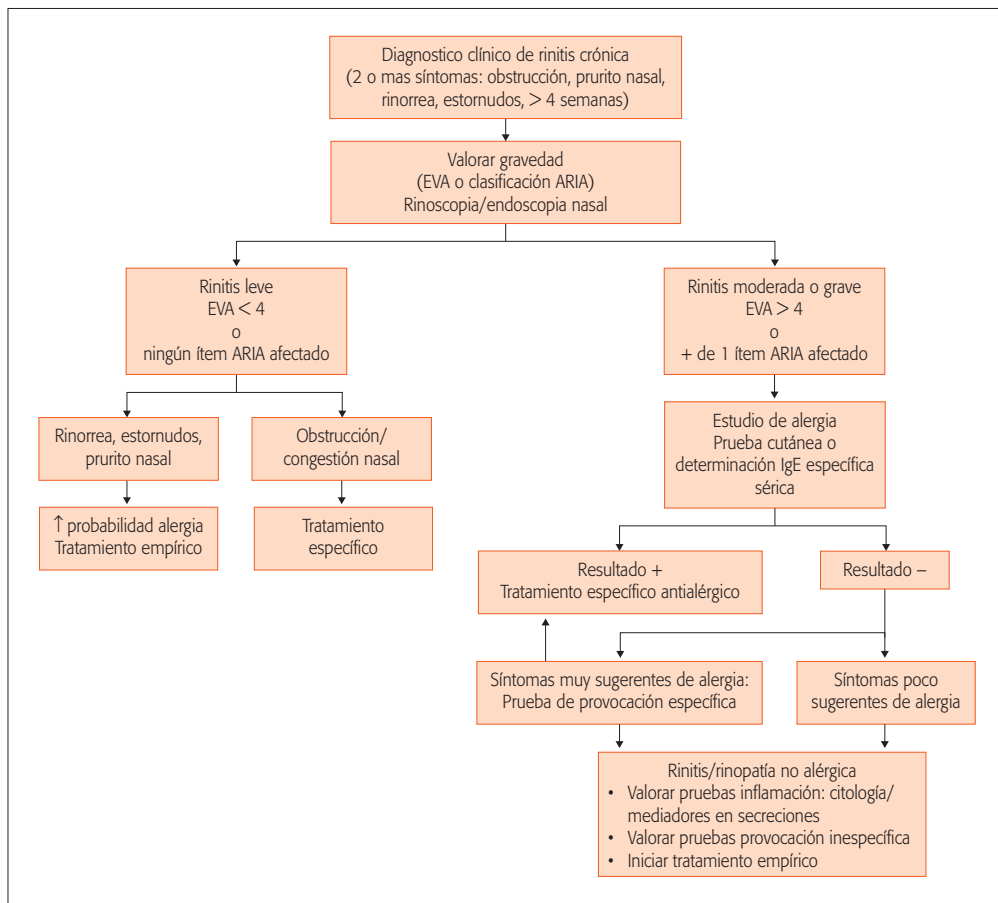 Diagnostico clínico de rinitis crónica
(2 o mas síntomas: obstrucción, prurito nasal,
rinorrea, estornudos, > 4 semanas)
Valorar gravedad
(EVA o clasificación ARIA)
Rinoscopia/endoscopia nasal
Rinitis leve
EVA < 4
o
ningún ítem ARIA afectado
Rinitis moderada o grave
EVA > 4
o
+ de 1 ítem ARIA afectado
Rinorrea, estornudos,
prurito nasal
Obstrucción/
congestión nasal
Estudio de alergia
Prueba cutánea o
determinación IgE específica
sérica
↑ probabilidad alergia
Tratamiento empírico
Tratamiento
específico
Resultado +
Tratamiento específico antialérgico
Resultado –
Síntomas muy sugerentes de alergia:
Prueba de provocación específica
Síntomas poco
sugerentes de alergia
Rinitis/rinopatía no alérgica
• Valorar pruebas inflamación: citología/
mediadores en secreciones
• Valorar pruebas provocación inespecífica
• Iniciar tratamiento empírico